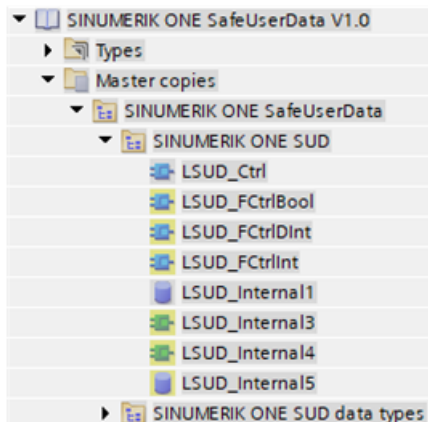 SINUMERIK ONE SafeUserData V1.0
Types
Master copies
SINUMERIK ONE SafeUserData
SINUMERIK ONE SUD
LSUD_Ctrl
LSUD_FCtrlBool
LSUD_FCtrlDInt
LSUD_FCtrlInt
LSUD_Internal1
LSUD_Internal3
LSUD_Internal4
LSUD_Internal5
SINUMERIK ONE SUD data types